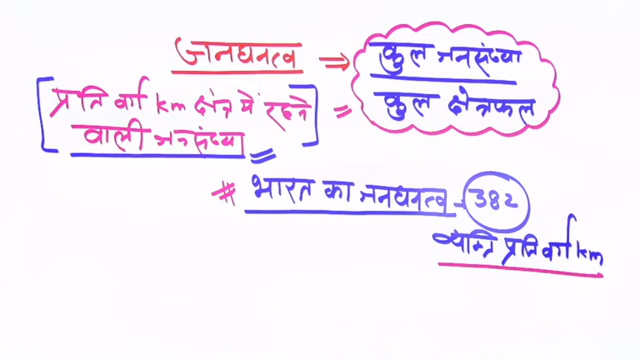 जनघनत्व ⇒ कुल जनसंख्या
कुल क्षेत्रफल
[प्रति वर्ग km क्षेत्र में रहने =
वाली जनसंख्या]
# भारत का जनघनत्व - 382
व्यक्ति प्रति वर्ग km